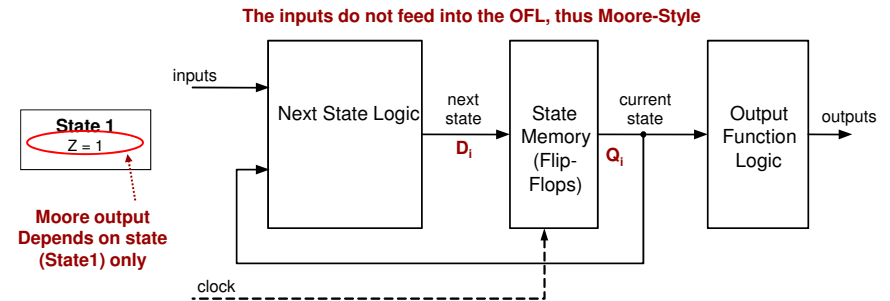 The inputs do not feed into the OFL, thus Moore-Style
inputs
Next State Logic
next
state
D_i
State
Memory
(Flip-
Flops)
current
state
Q_i
Output
Function
Logic
outputs
State 1
Z = 1
Moore output
Depends on state
(State1) only
clock